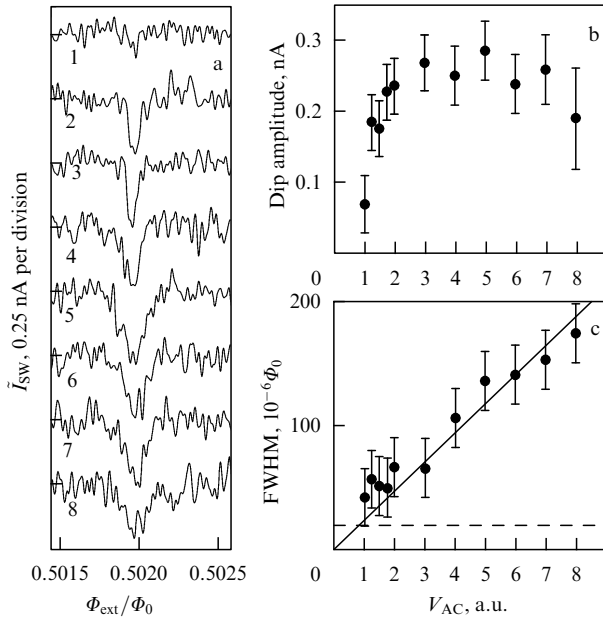 a
1
2
3
4
5
6
7
8
Ĩ_SW, 0.25 nA per division
0.5015 0.5020 0.5025
Φ_ext/Φ_0
b
Dip amplitude, nA
0.3
0.2
0.1
0 1 2 3 4 5 6 7 8
c
FWHM, 10⁻⁶Φ_0
200
100
0 1 2 3 4 5 6 7 8
V_AC, a.u.